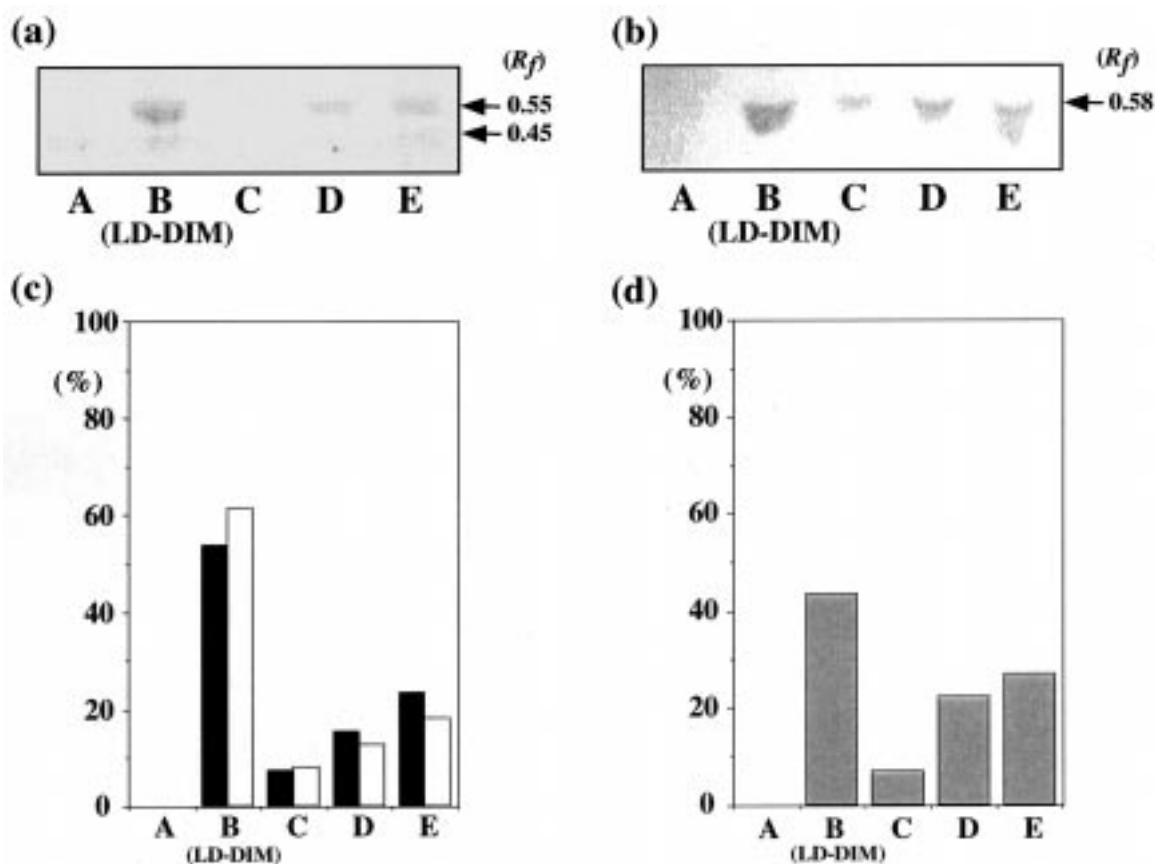 (a)
(Rf)
0.55
0.45
A B C D E
(LD-DIM)
(b)
(Rf)
0.58
A B C D E
(LD-DIM)
(c)
100
(%)
80
60
40
20
0
A B C D E
(LD-DIM)
(d)
100
(%)
80
60
40
20
0
A B C D E
(LD-DIM)